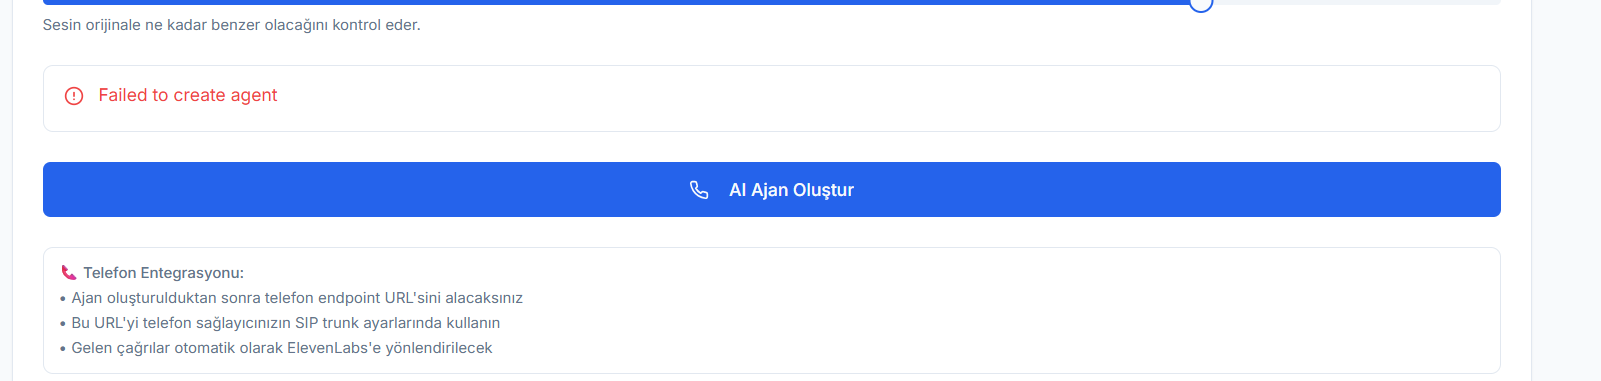 Sesin orijinale ne kadar benzer olacağını kontrol eder.
Failed to create agent
AI Ajan Oluştur
Telefon Entegrasyonu:
• Ajan oluşturulduktan sonra telefon endpoint URL'sini alacaksınız
• Bu URL'yi telefon sağlayıcınızın SIP trunk ayarlarında kullanın
• Gelen çağrılar otomatik olarak ElevenLabs'e yönlendirilecek